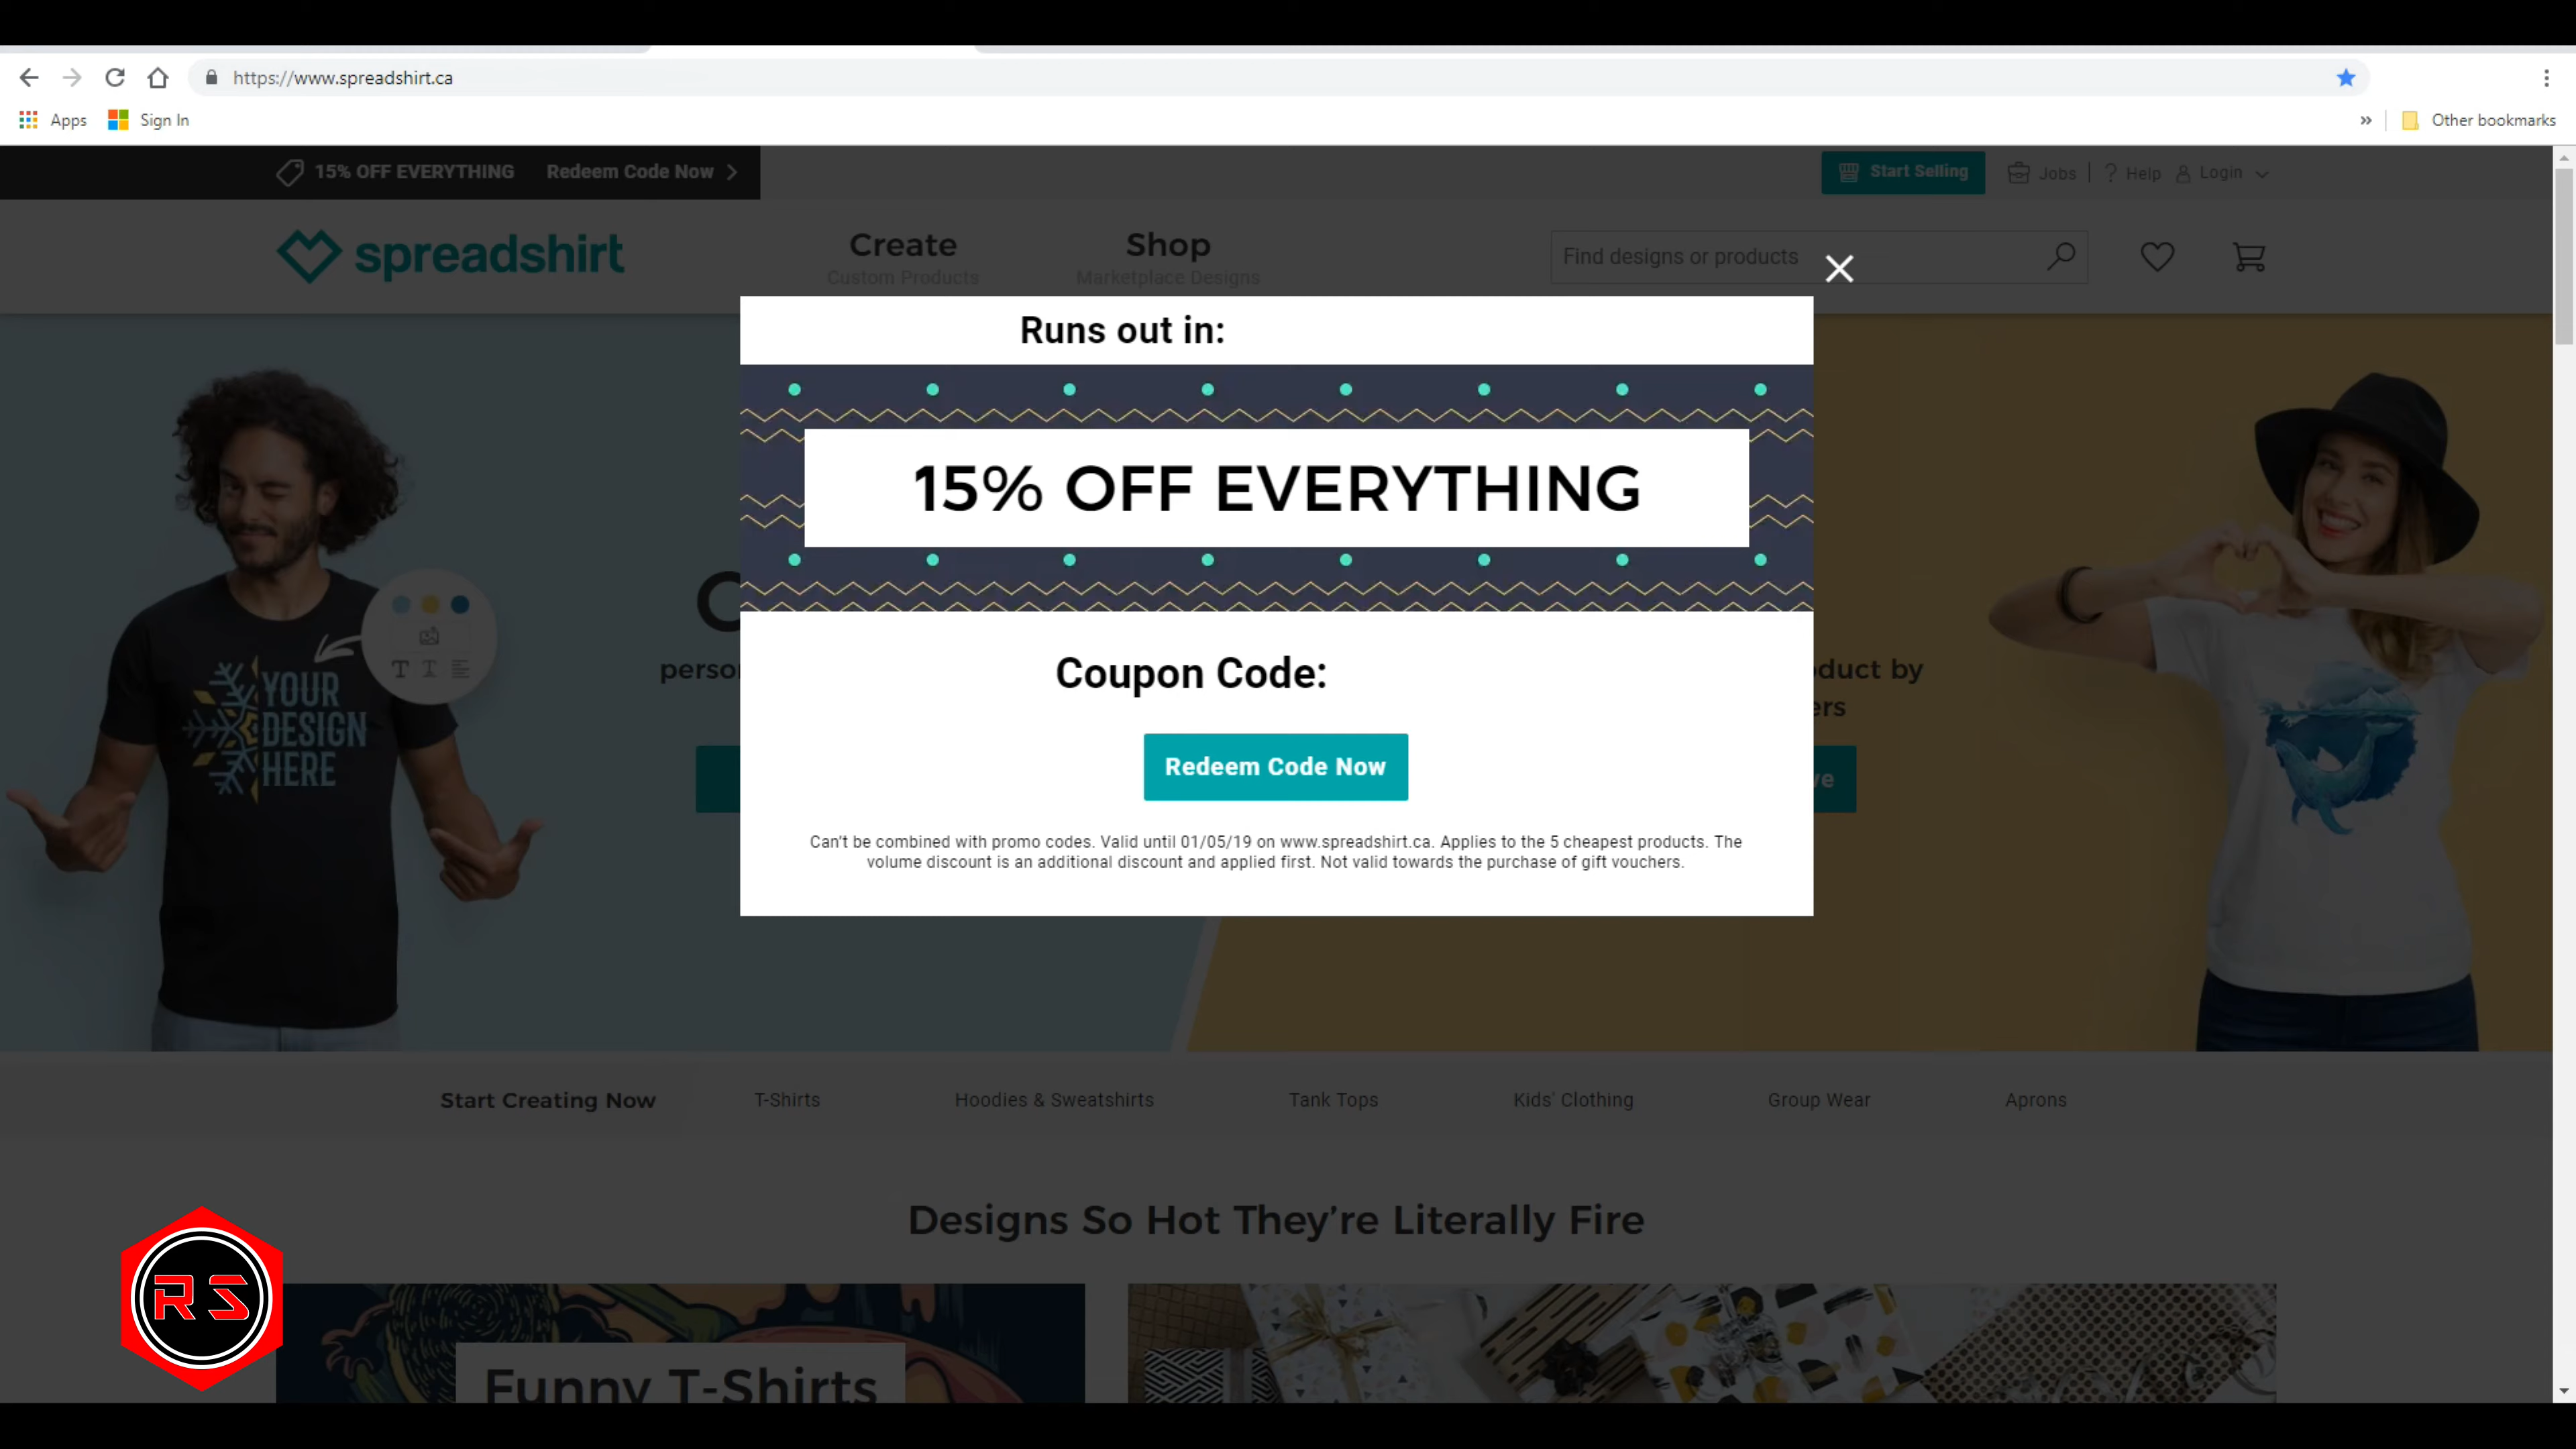 https://www.spreadshirt.ca
Apps
Sign In
»
Other bookmarks
15% OFF EVERYTHING
Redeem Code Now
Start Selling
Jobs
Help
Login
spreadshirt
Create
Custom Products
Shop
Marketplace Designs
Find designs or products
Runs out in:
15% OFF EVERYTHING
Coupon Code:
Redeem Code Now
Can't be combined with promo codes. Valid until 01/05/19 on www.spreadshirt.ca. Applies to the 5 cheapest products. The
volume discount is an additional discount and applied first. Not valid towards the purchase of gift vouchers.
YOUR
DESIGN
HERE
by
Start Creating Now
T-Shirts
Hoodies & Sweatshirts
Tank Tops
Kids' Clothing
Group Wear
Aprons
Designs So Hot They're Literally Fire
RS
Funny T-Shirts